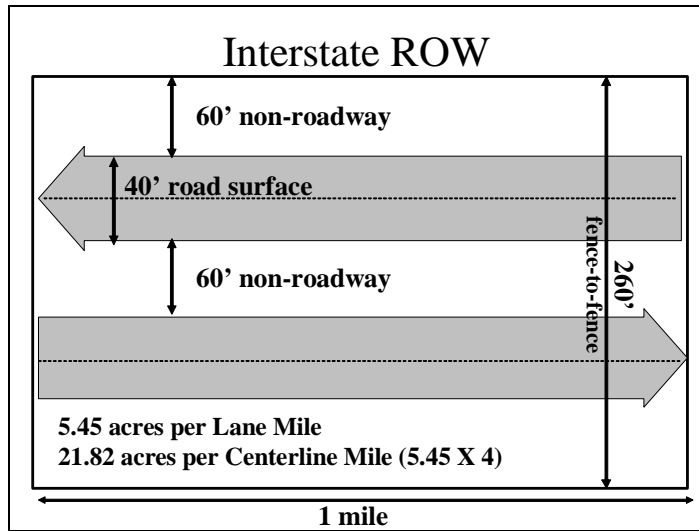 Interstate ROW
60’ non-roadway
40’ road surface
60’ non-roadway
260’
fence-to-fence
5.45 acres per Lane Mile
21.82 acres per Centerline Mile (5.45 X 4)
1 mile